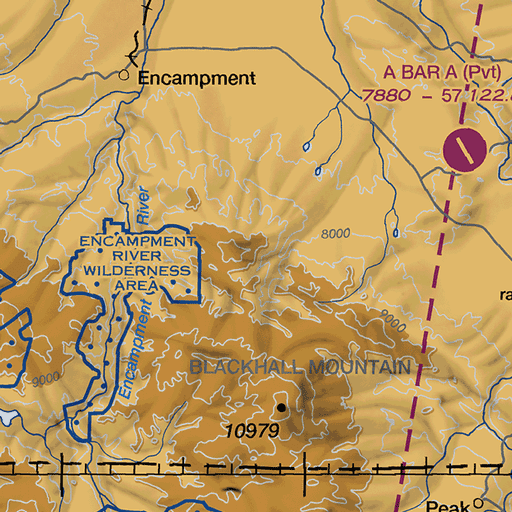 Encampment
A BAR A (Pvt)
7880 - 57 122.
River
ENCAMPMENT
RIVER
WILDERNESS
AREA
8000
Encampment
9000
9000
BLACKHALL MOUNTAIN
10979
Peak